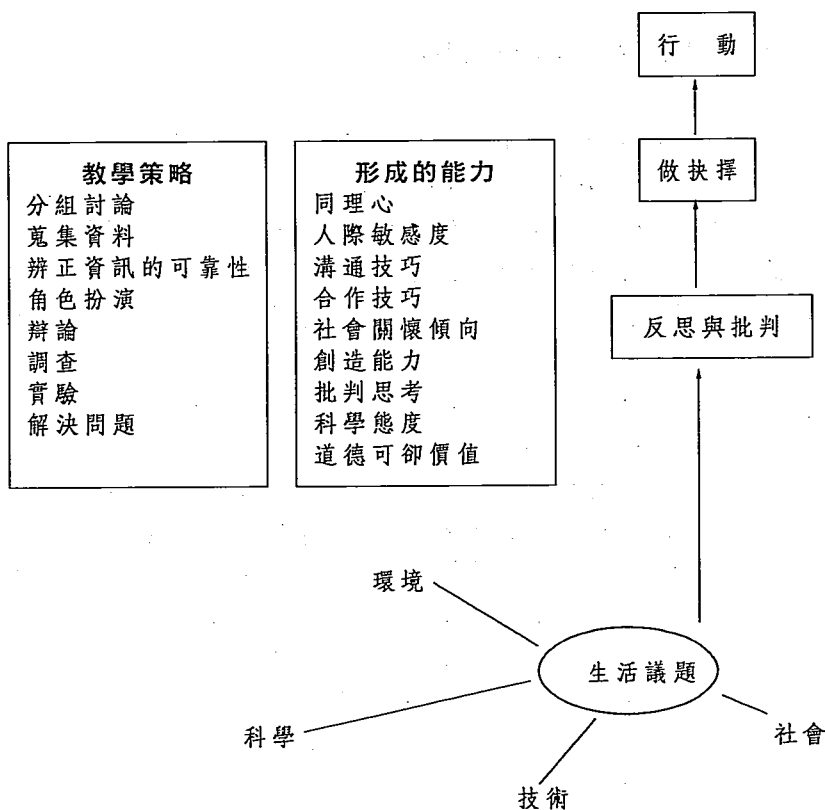 行 動
做抉擇
反思與批判
教學策略
分組討論
蒐集資料
辨正資訊的可靠性
角色扮演
辯論
調查
實驗
解決問題
形成的能力
同理心
人際敏感度
溝通技巧
合作技巧
社會關懷傾向
創造能力
批判思考
科學態度
道德可卻價值
環境
生活議題
科學
社會
技術